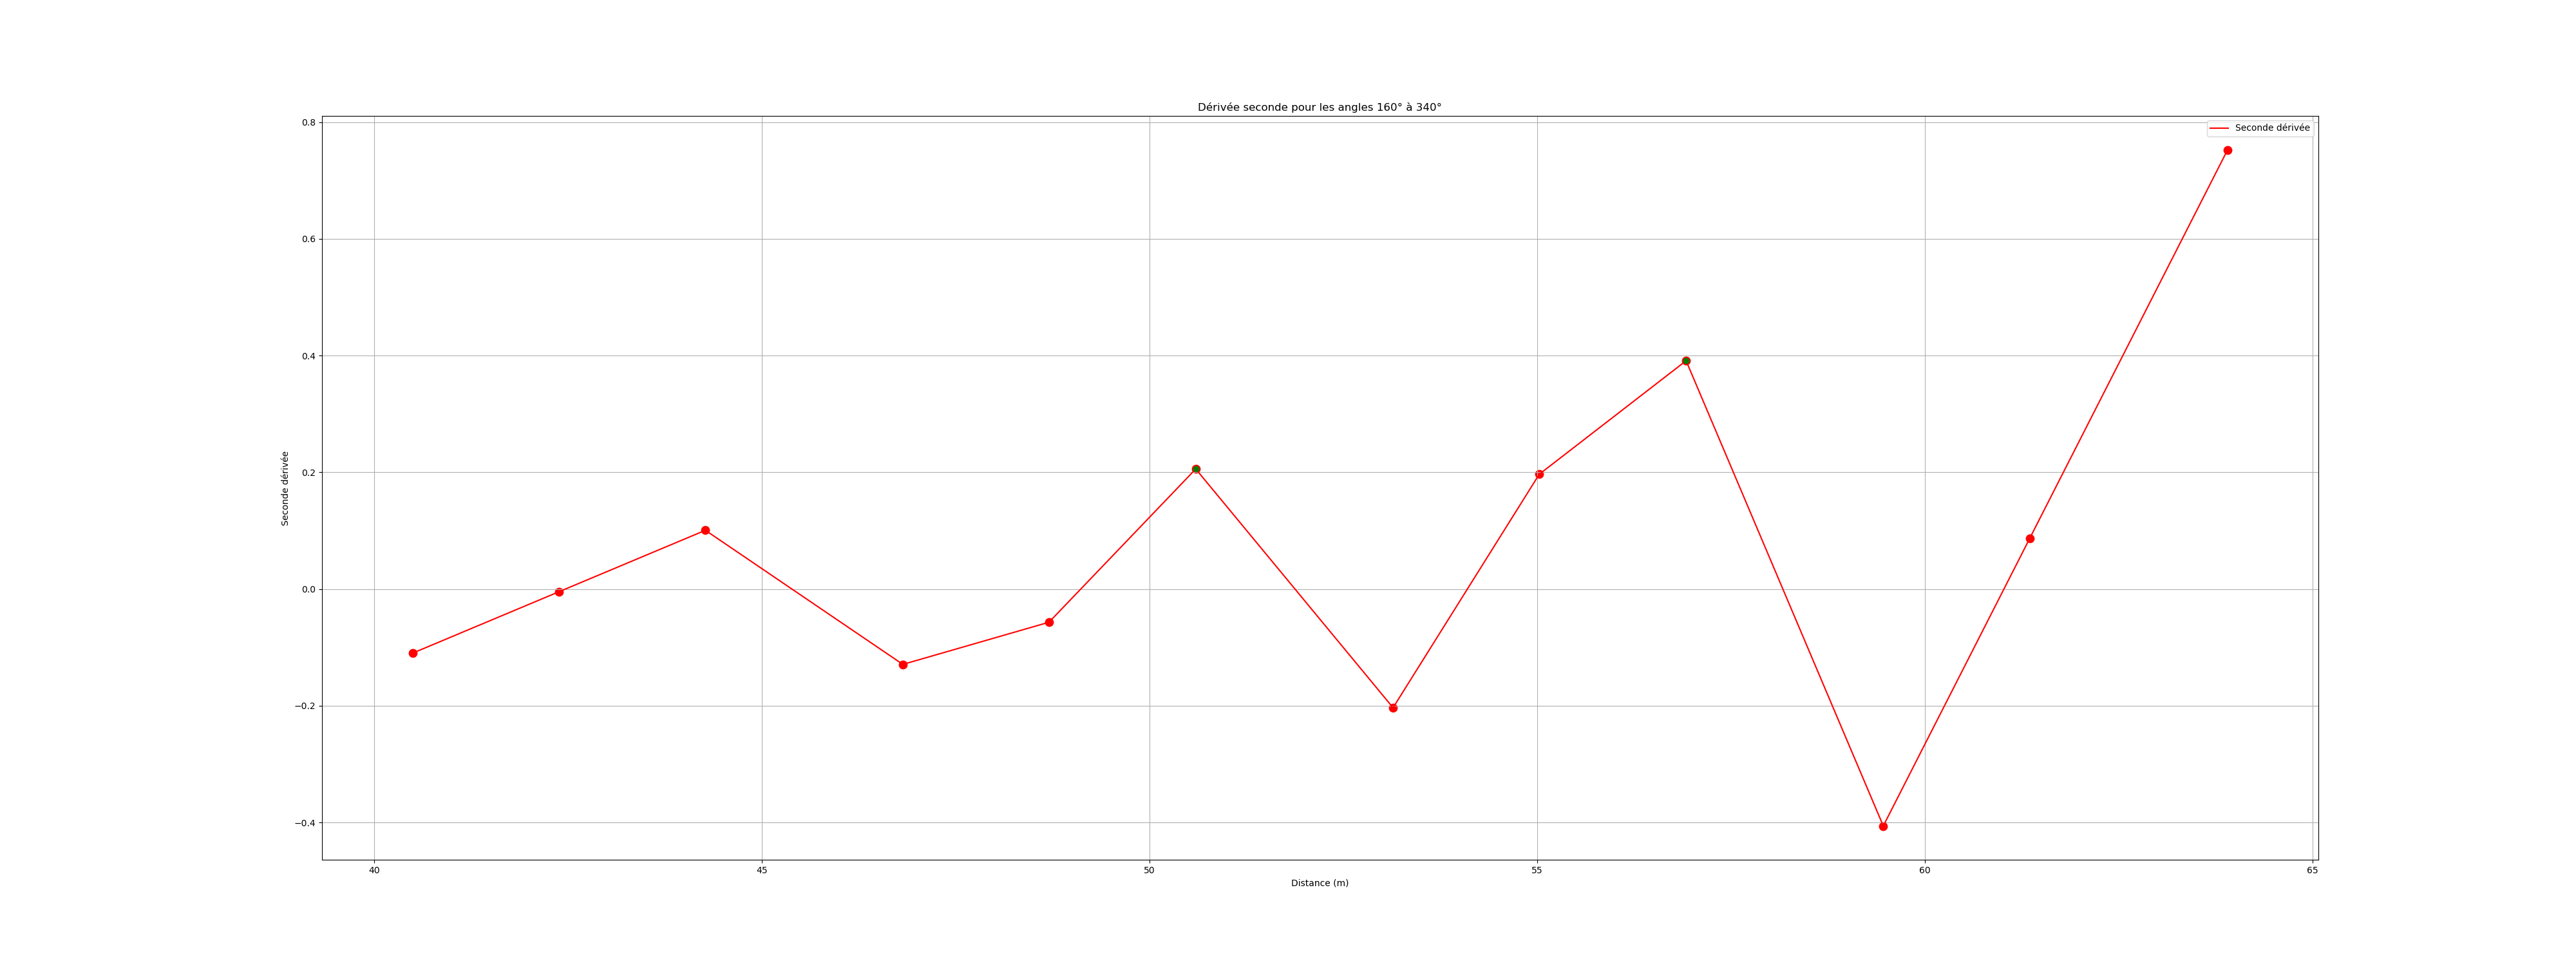 Dérivée seconde pour les angles 160° à 340°
Seconde dérivée
0.8
0.6
0.4
0.2
0.0
−0.2
−0.4
Seconde dérivée
40 45 50 55 60 65
Distance (m)